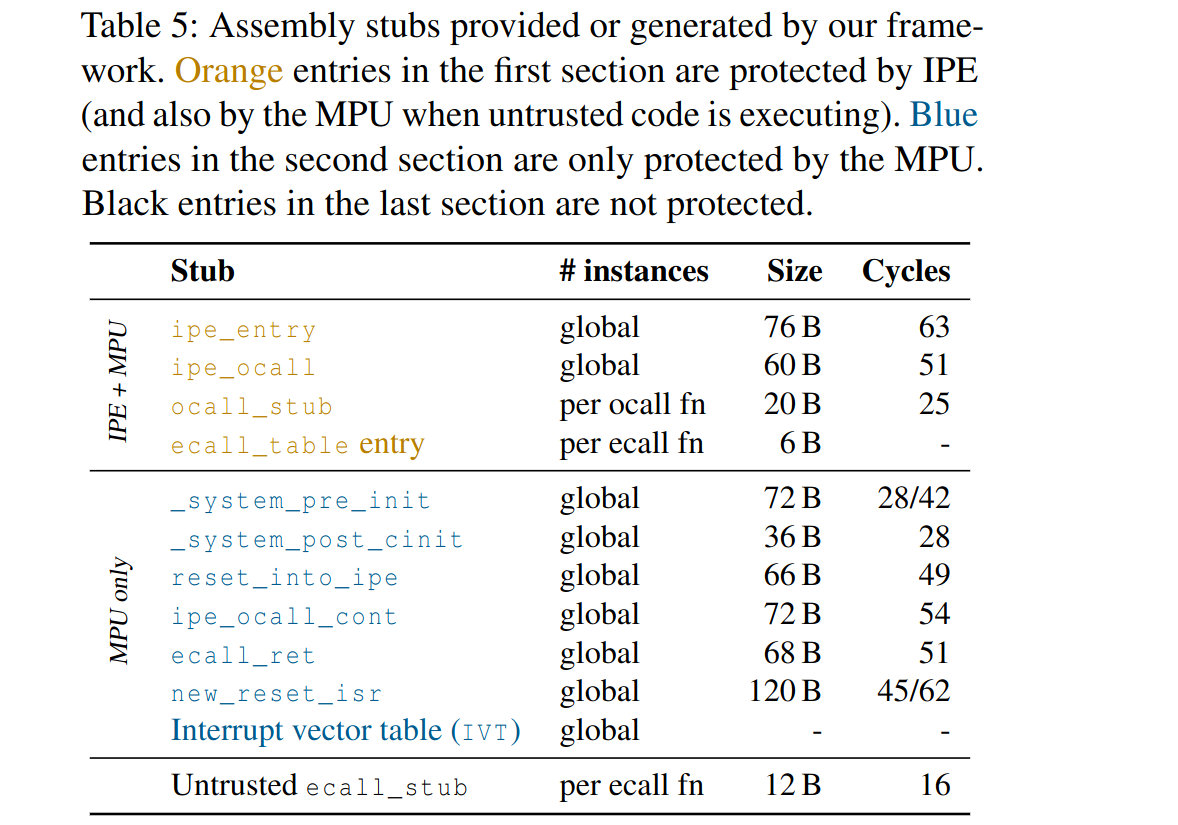 Table 5: Assembly stubs provided or generated by our frame-
work. Orange entries in the first section are protected by IPE
(and also by the MPU when untrusted code is executing). Blue
entries in the second section are only protected by the MPU.
Black entries in the last section are not protected.
Stub # instances Size Cycles
IPE + MPU
ipe_entry global 76 B 63
ipe_ocall global 60 B 51
ocall_stub per ocall fn 20 B 25
ecall_table entry per ecall fn 6 B -
MPU only
_system_pre_init global 72 B 28/42
_system_post_cinit global 36 B 28
reset_into_ipe global 66 B 49
ipe_ocall_cont global 72 B 54
ecall_ret global 68 B 51
new_reset_isr global 120 B 45/62
Interrupt vector table (IVT) global - -
Untrusted ecall_stub per ecall fn 12 B 16